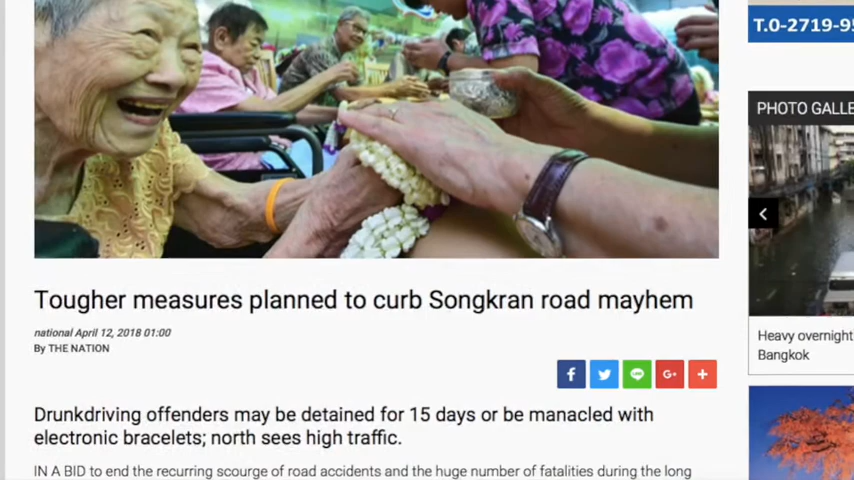 T.0-2719-
PHOTO GALLE
Tougher measures planned to curb Songkran road mayhem
national April 12, 2018 01:00
By THE NATION
f
LINE
G+
+
Heavy overnight
Bangkok
Drunkdriving offenders may be detained for 15 days or be manacled with
electronic bracelets; north sees high traffic.
IN A BID to end the recurring scourge of road accidents and the huge number of fatalities during the long